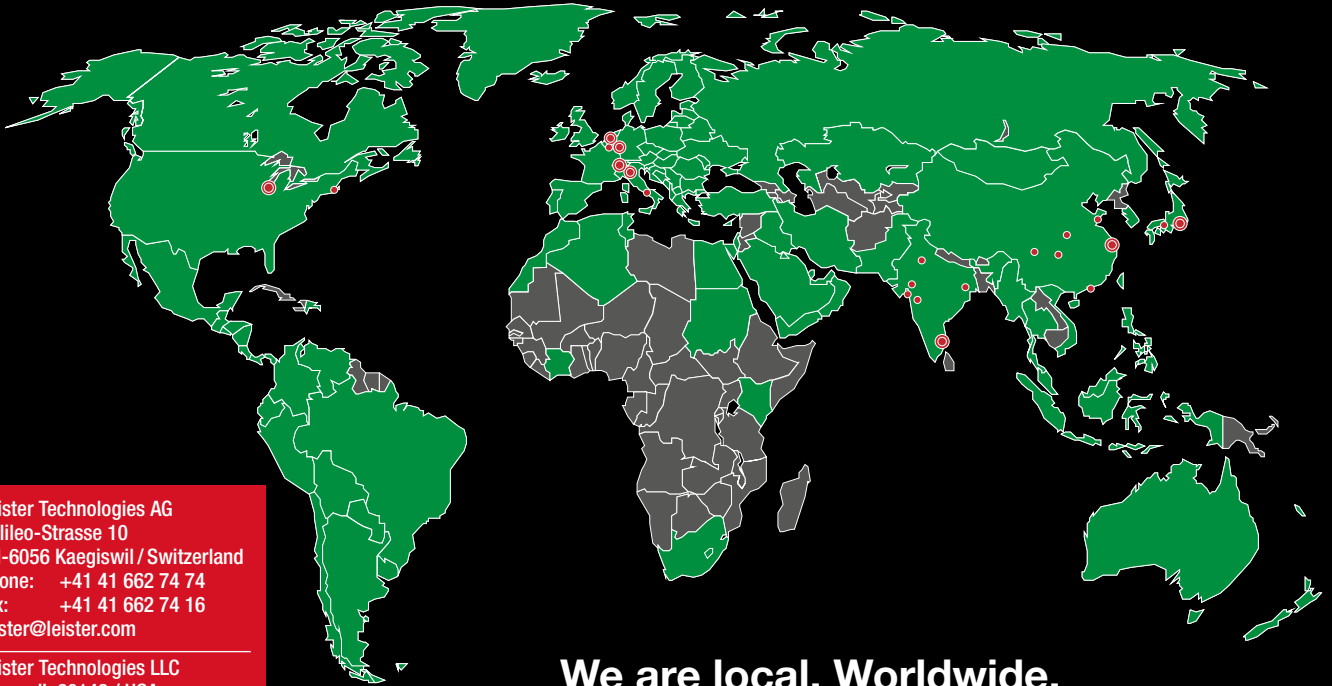 ister Technologies AG
lileo-Strasse 10
-6056 Kaegiswil / Switzerland
one: +41 41 662 74 74
x: +41 41 662 74 16
ster@leister.com
ister Technologies LLC
We are local. Worldwide.